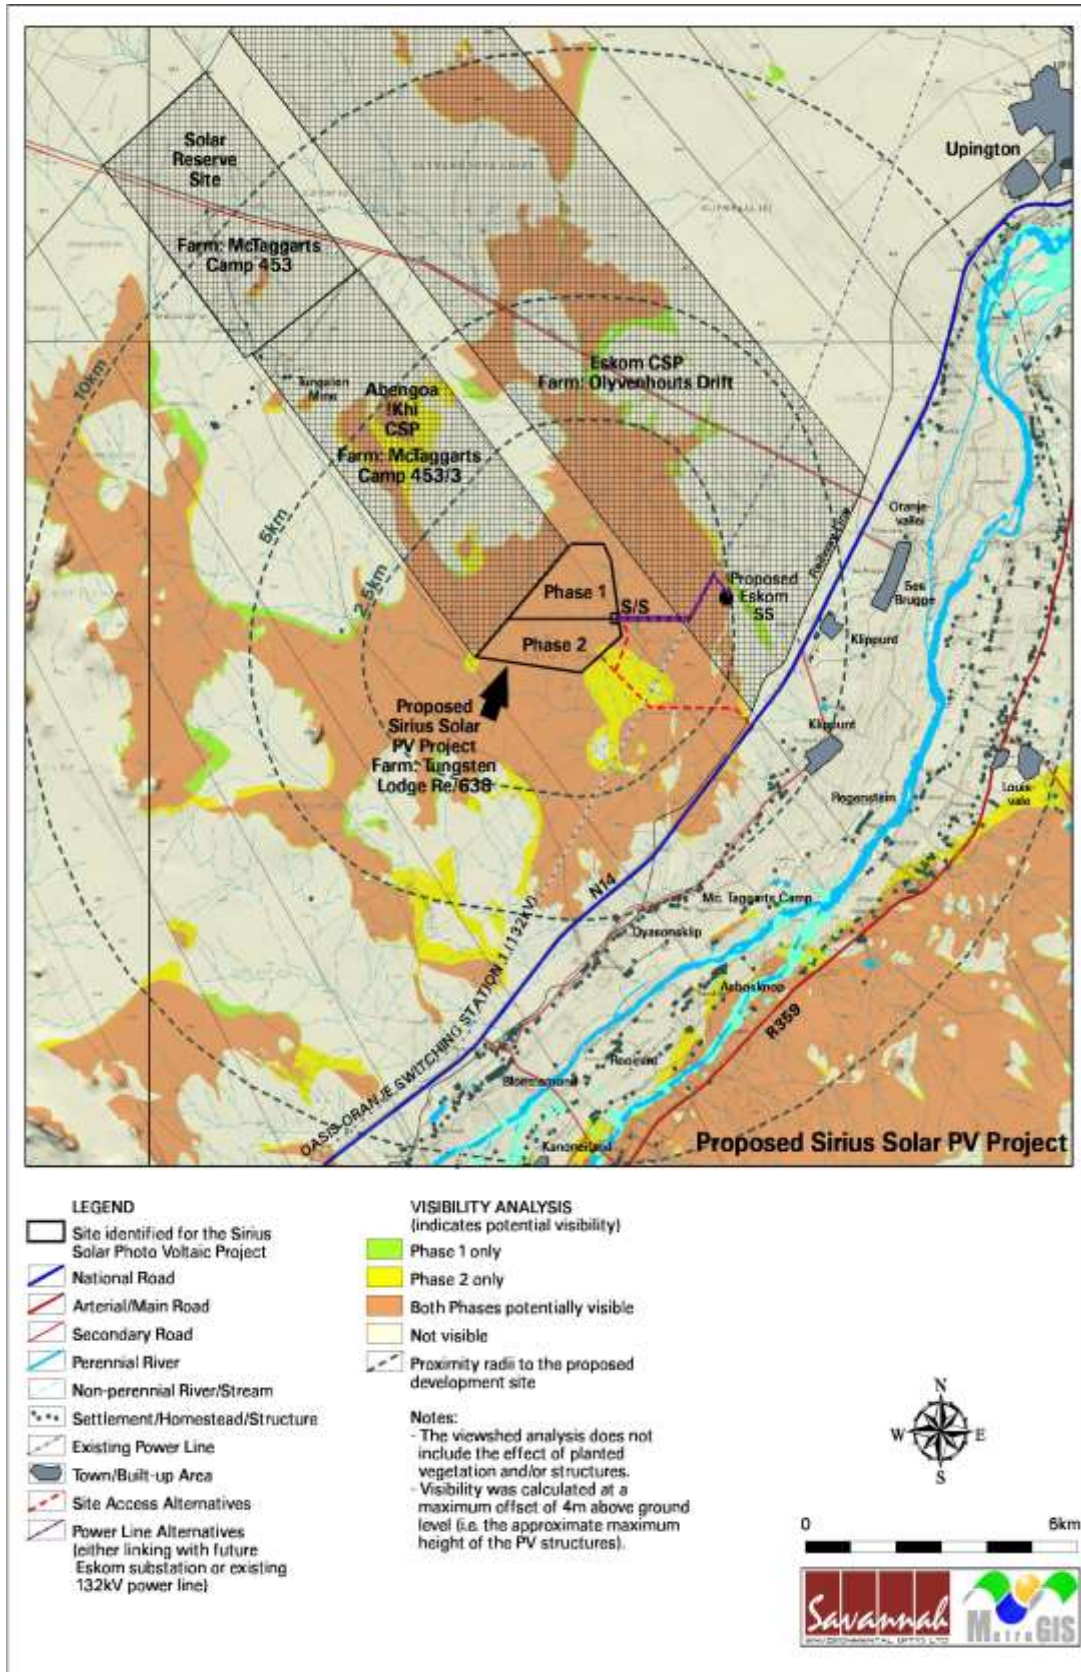 Upington
Solar
Reserve
Site
Farm: McTaggarts
Camp 453
10km
Eskom CSP
Farm: Olyvenhouts Drift
Tungsten
Mine
Abengoa
!Khi
CSP
Farm: McTaggarts
Camp 453/3
5km
2.5km
Oranje-
vallei
Railway line
Ses
Brugge
Phase 1
S/S
Proposed
Eskom
SS
Phase 2
Klippunt
Klippunt
Proposed
Sirius Solar
PV Project
Farm: Tungsten
Lodge Re/638
Louis-
vale
Rogenstein
N14
Mc. Taggarts Camp
Dyasonsklip
OASIS-ORANJE SWITCHING STATION 1 (132kV)
R359
Bloemsmond
Kanoneiland
Proposed Sirius Solar PV Project
LEGEND
Site identified for the Sirius
Solar Photo Voltaic Project
National Road
Arterial/Main Road
Secondary Road
Perennial River
Non-perennial River/Stream
Settlement/Homestead/Structure
Existing Power Line
Town/Built-up Area
Site Access Alternatives
Power Line Alternatives
(either linking with future
Eskom substation or existing
132kV power line)
VISIBILITY ANALYSIS
(indicates potential visibility)
Phase 1 only
Phase 2 only
Both Phases potentially visible
Not visible
Proximity radii to the proposed
development site
Notes:
- The viewshed analysis does not
include the effect of planted
vegetation and/or structures.
- Visibility was calculated at a
maximum offset of 4m above ground
level (i.e. the approximate maximum
height of the PV structures).
N
W E
S
0 6km
Savannah
ENVIRONMENTAL (PTY) LTD
MetroGIS